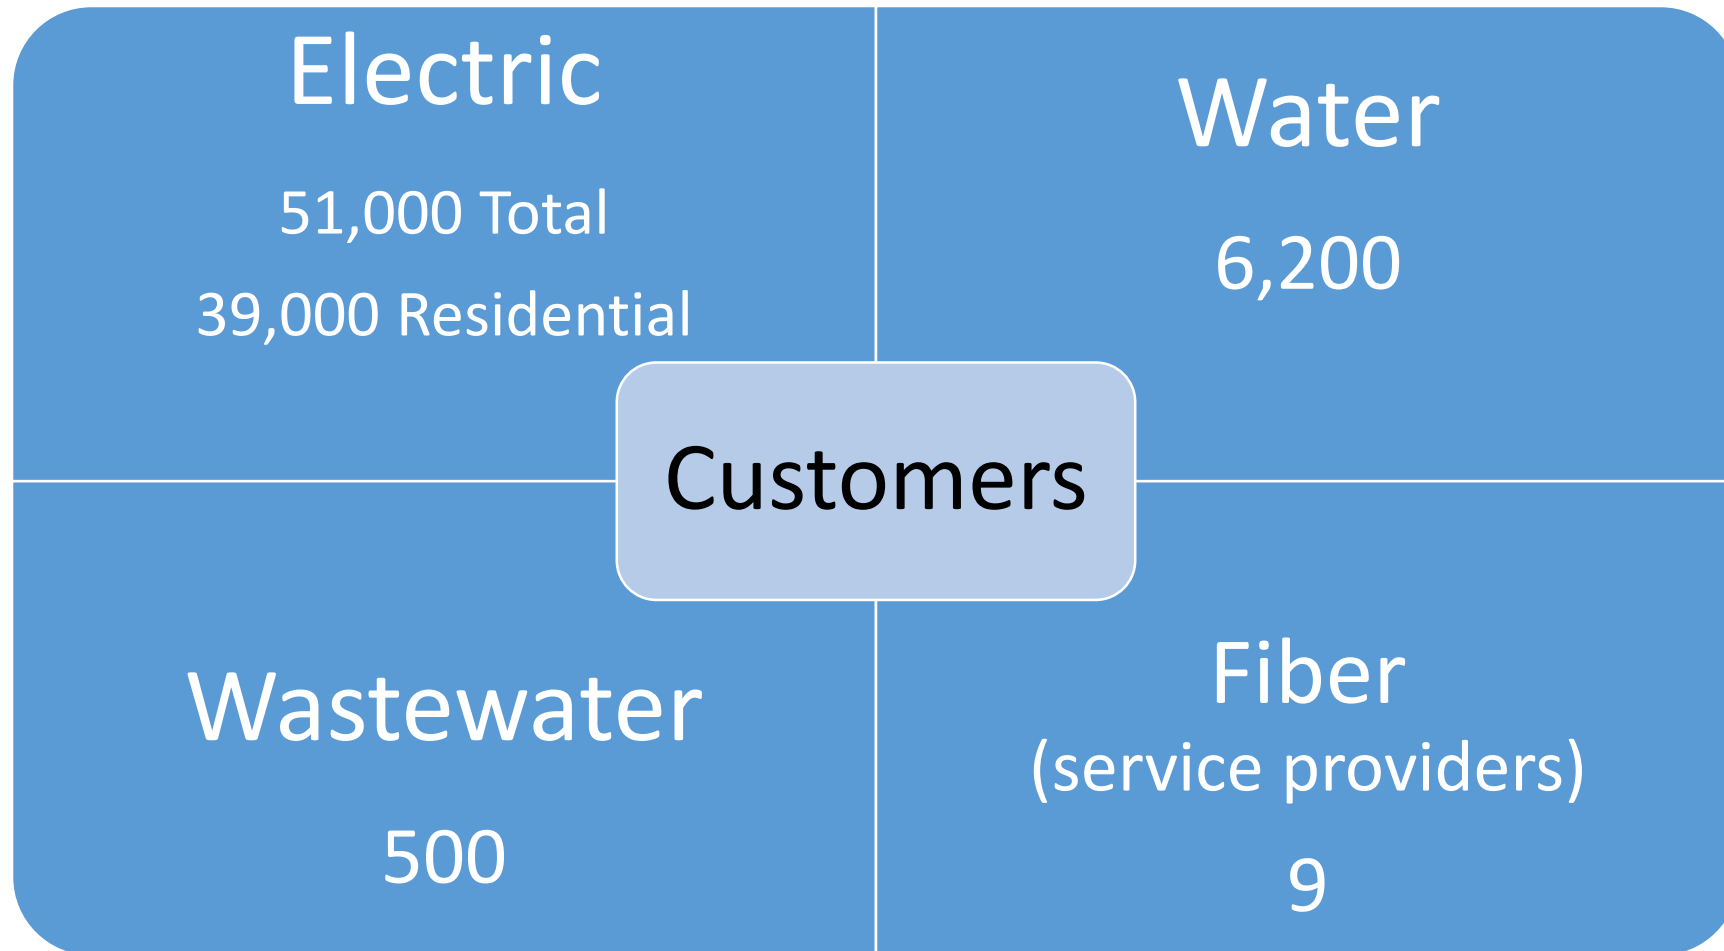 Electric
51,000 Total
39,000 Residential
Water
6,200
Customers
Wastewater
500
Fiber
(service providers)
9